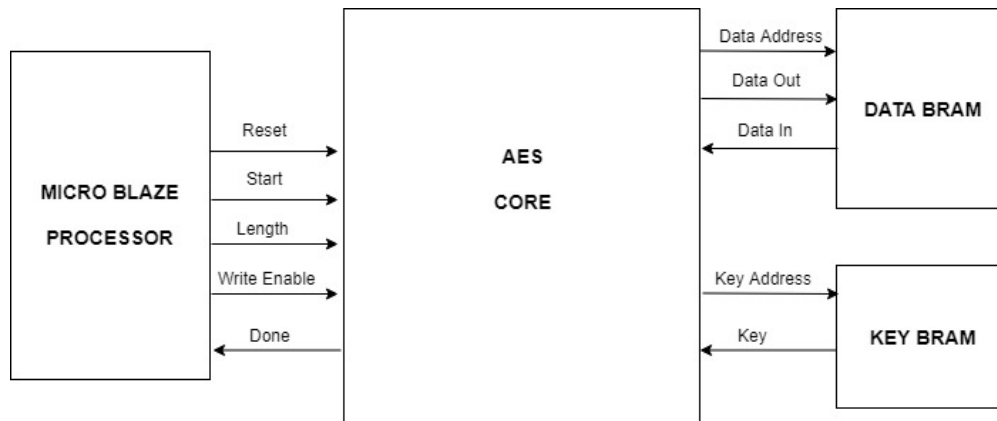 MICRO BLAZE
PROCESSOR
Reset
Start
Length
Write Enable
Done
AES
CORE
Data Address
Data Out
Data In
DATA BRAM
Key Address
Key
KEY BRAM